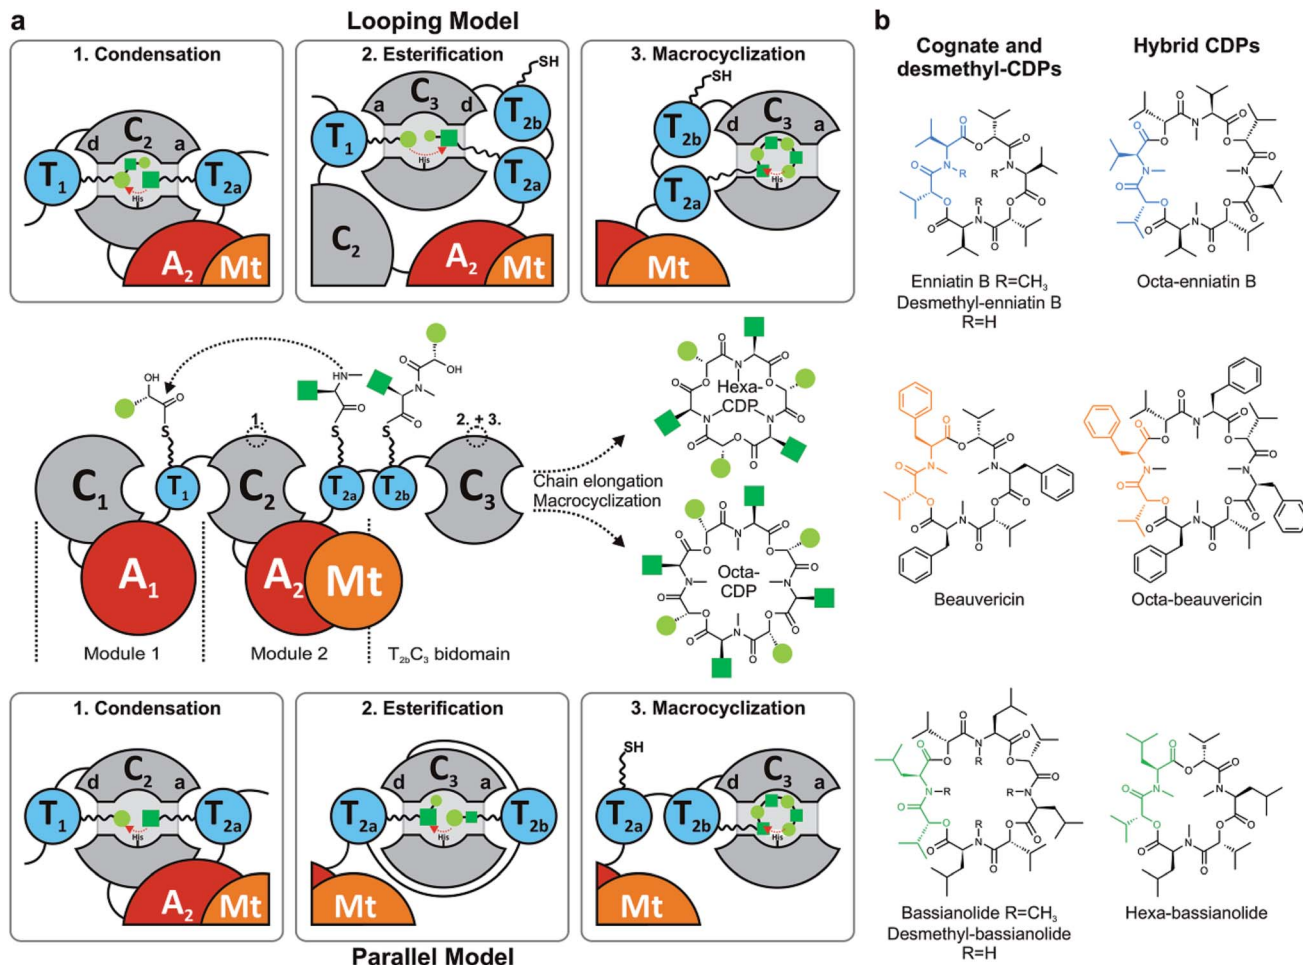 a
Looping Model
1. Condensation
C2
d
a
T1
T2a
His
A2
Mt
2. Esterification
SH
C3
a
d
T2b
T1
His
T2a
C2
A2
Mt
3. Macrocyclization
SH
T2b
d
C3
a
T2a
His
Mt
OH
O
S
HN
O
S
O
N
OH
O
S
1.
2. + 3.
C1
T1
C2
T2a
T2b
C3
A1
A2
Mt
Module 1
Module 2
T2bC3 bidomain
Chain elongation
Macrocyclization
Hexa-
CDP
Octa-
CDP
1. Condensation
C2
d
a
T1
T2a
His
A2
Mt
2. Esterification
C3
d
a
T2a
T2b
His
Mt
3. Macrocyclization
SH
C3
d
a
T2a
T2b
His
Mt
Parallel Model
b
Cognate and
desmethyl-CDPs
Hybrid CDPs
Enniatin B R=CH3
Desmethyl-enniatin B
R=H
Octa-enniatin B
Beauvericin
Octa-beauvericin
Bassianolide R=CH3
Desmethyl-bassianolide
R=H
Hexa-bassianolide